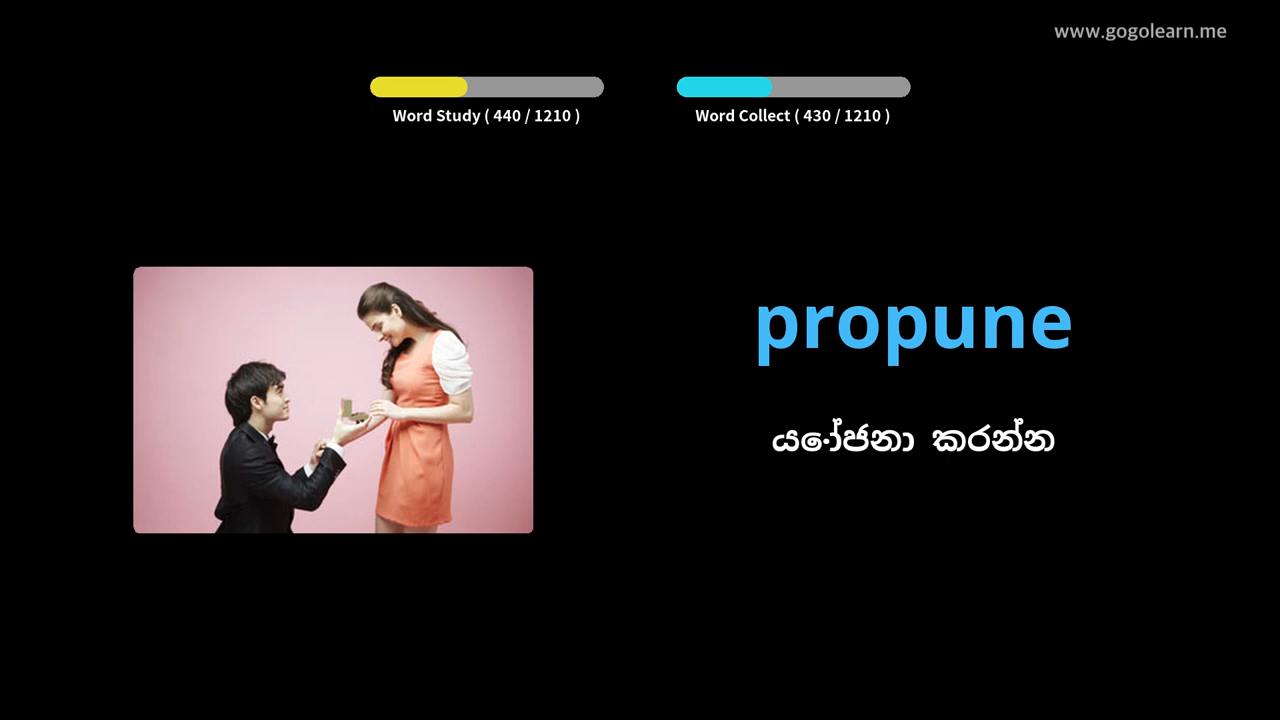 www.gogolearn.me
Word Study ( 440 / 1210 )
Word Collect ( 430 / 1210 )
propune
යෝජනා කරන්න